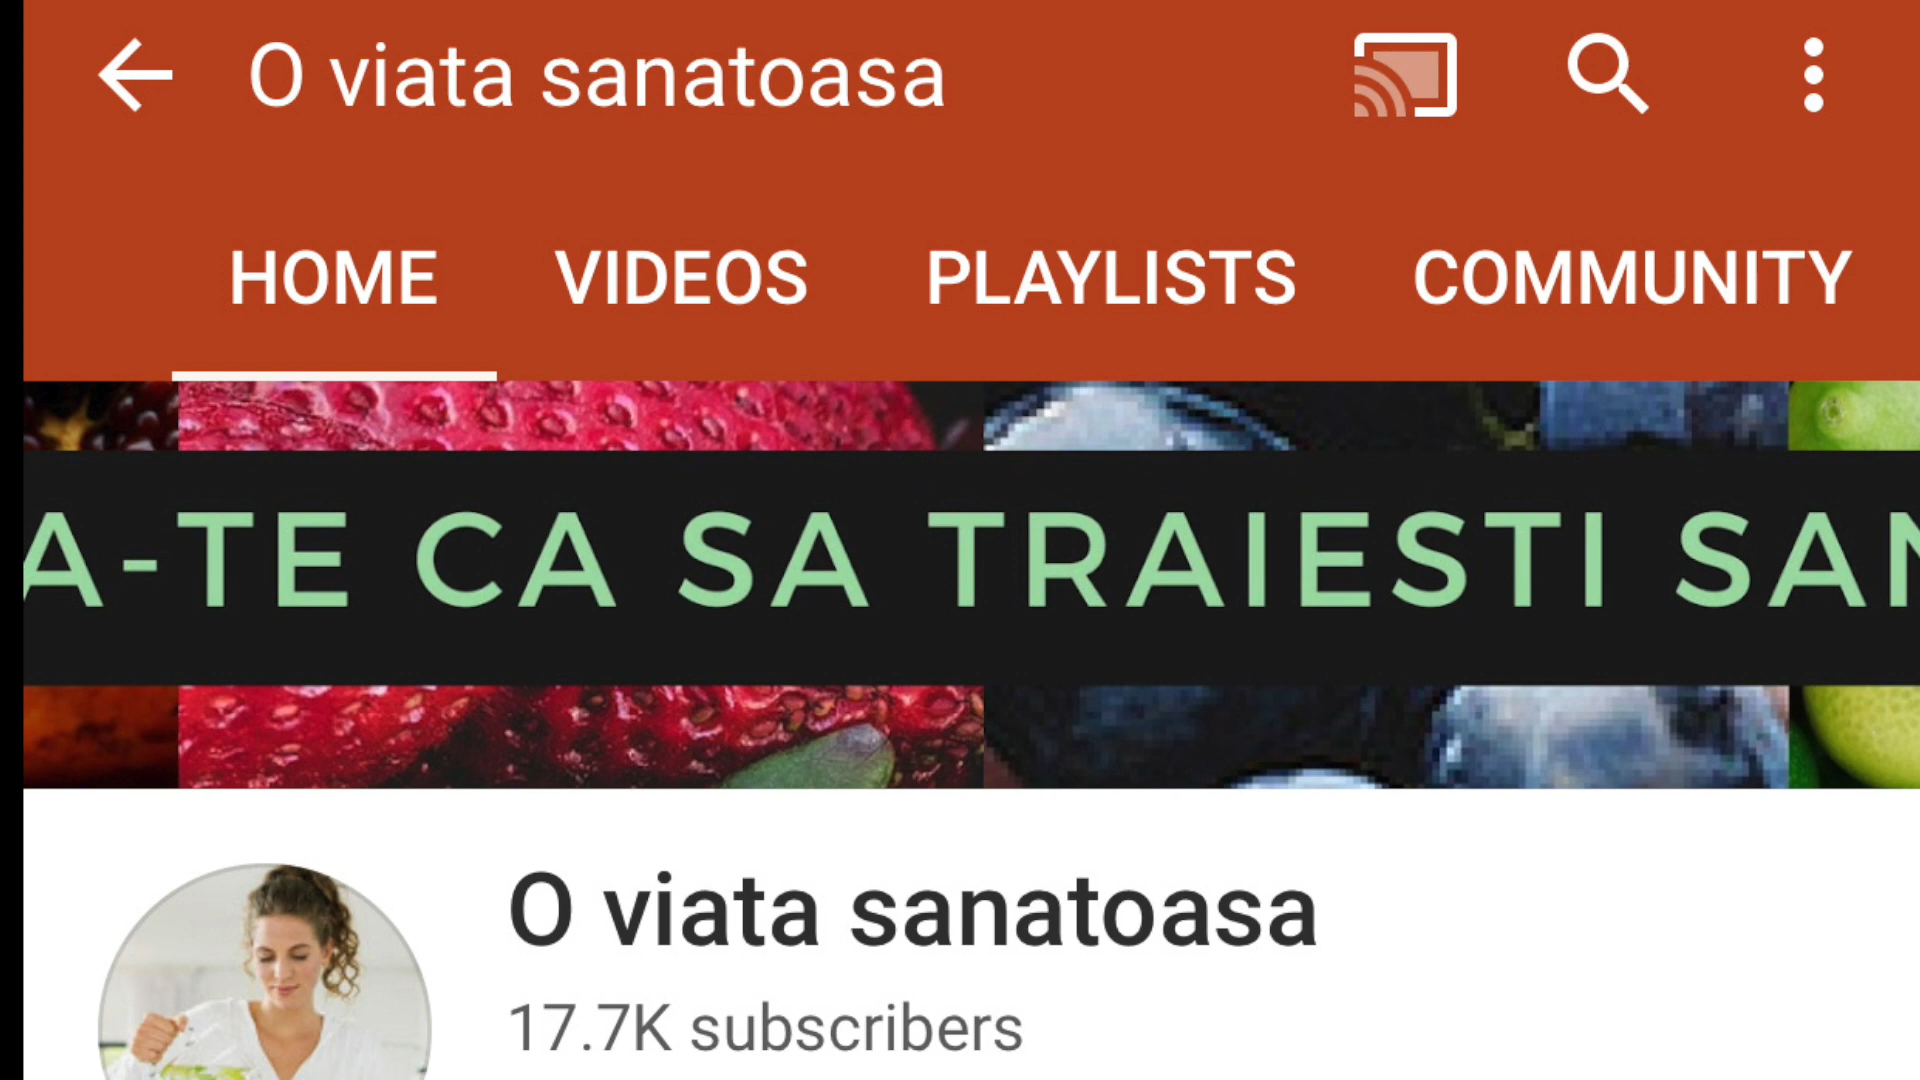 O viata sanatoasa
HOME VIDEOS PLAYLISTS COMMUNITY
A-TE CA SA TRAIESTI SAN
O viata sanatoasa
17.7K subscribers